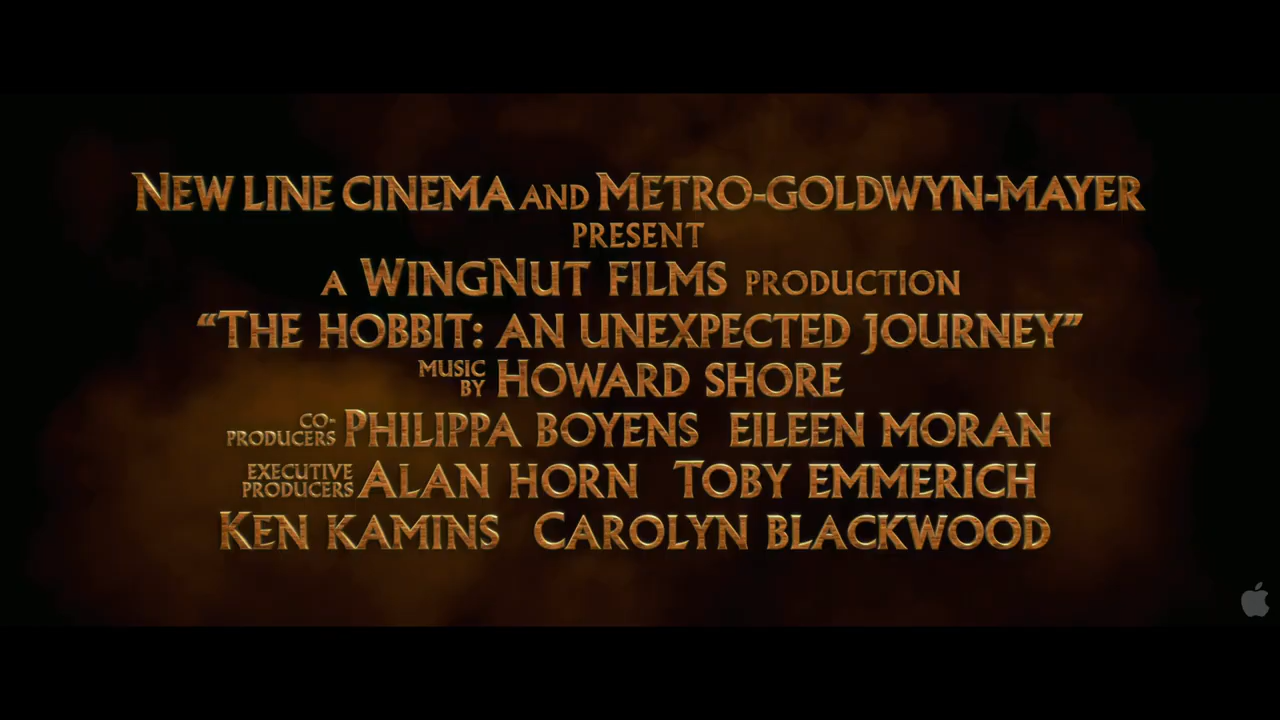 NEW LINE CINEMA AND METRO-GOLDWYN-MAYER
PRESENT
A WINGNUT FILMS PRODUCTION
“THE HOBBIT: AN UNEXPECTED JOURNEY”
MUSIC BY HOWARD SHORE
CO-PRODUCERS PHILIPPA BOYENS EILEEN MORAN
EXECUTIVE PRODUCERS ALAN HORN TOBY EMMERICH
KEN KAMINS CAROLYN BLACKWOOD